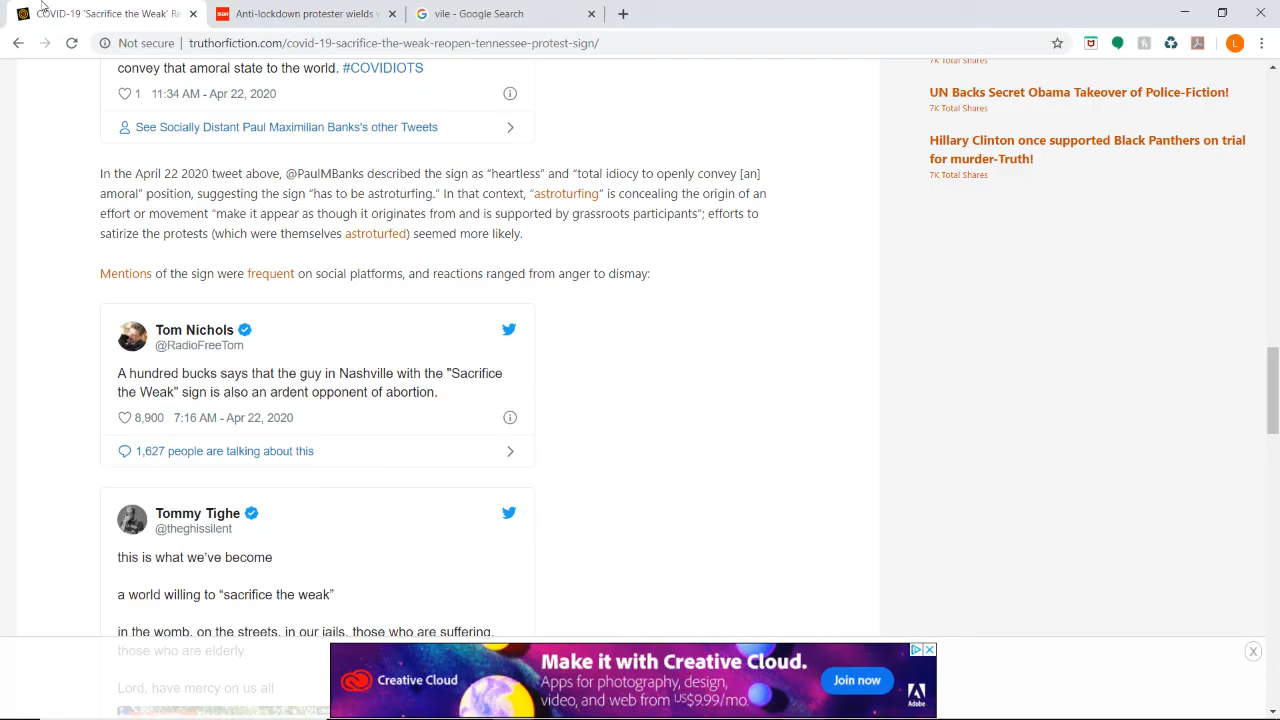 COVID-19 'Sacrifice the Weak' Re
Anti-lockdown protester wields v
vile - Google Search
Not secure
truthorfiction.com/covid-19-sacrifice-the-weak-reopen-tennessee-protest-sign/
L
convey that amoral state to the world. #COVIDIOTS
1 11:34 AM - Apr 22, 2020
See Socially Distant Paul Maximilian Banks's other Tweets
In the April 22 2020 tweet above, @PaulMBanks described the sign as “heartless” and “total idiocy to openly convey [an]
amoral” position, suggesting the sign “has to be astroturfing.” In that context, “astroturfing” is concealing the origin of an
effort or movement “make it appear as though it originates from and is supported by grassroots participants”; efforts to
satirize the protests (which were themselves astroturfed) seemed more likely.
Mentions of the sign were frequent on social platforms, and reactions ranged from anger to dismay:
Tom Nichols
@RadioFreeTom
A hundred bucks says that the guy in Nashville with the "Sacrifice
the Weak" sign is also an ardent opponent of abortion.
8,900 7:16 AM - Apr 22, 2020
1,627 people are talking about this
Tommy Tighe
@theghissilent
this is what we’ve become
a world willing to “sacrifice the weak”
in the womb, on the streets, in our jails, those who are suffering,
those who are elderly
Lord, have mercy on us all
7K Total Shares
UN Backs Secret Obama Takeover of Police-Fiction!
7K Total Shares
Hillary Clinton once supported Black Panthers on trial
for murder-Truth!
7K Total Shares
Creative Cloud
Make it with Creative Cloud.
Apps for photography, design,
video, and web from US$9.99/mo.
Join now
Adobe